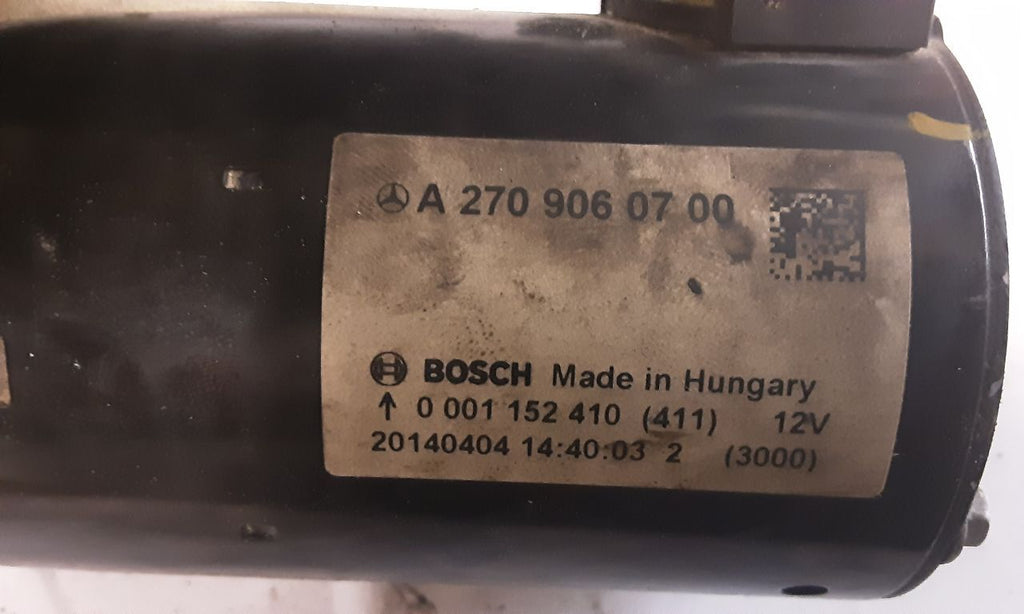 A 270 906 07 00
BOSCH Made in Hungary
↑ 0 001 152 410 (411) 12V
20140404 14:40:03 2 (3000)